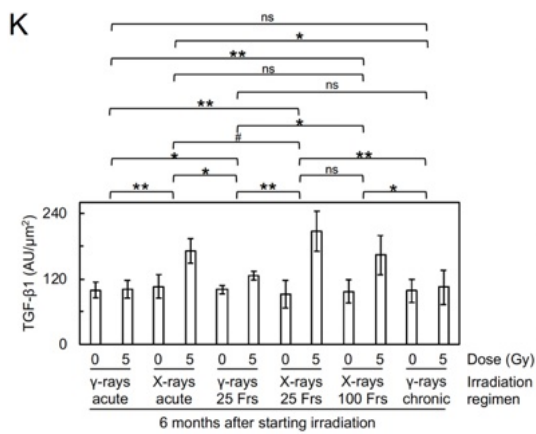 K
ns
*
**
ns
ns
**
*
#
* **
* ns
** ** *
TGF-β1 (AU/μm²)
240
120
0
0 5 0 5 0 5 0 5 0 5 0 5 Dose (Gy)
γ-rays X-rays γ-rays X-rays X-rays γ-rays Irradiation
acute acute 25 Frs 25 Frs 100 Frs chronic regimen
6 months after starting irradiation